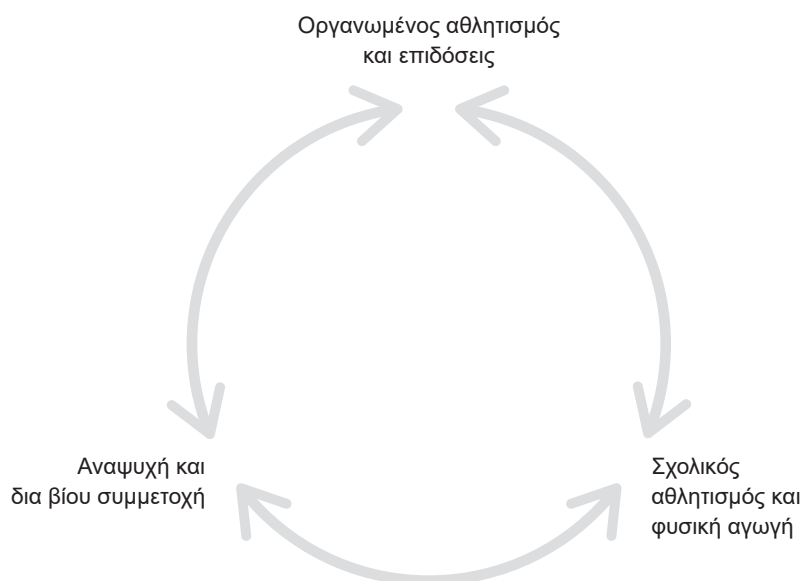 Οργανωμένος αθλητισμός
και επιδόσεις
Αναψυχή και
δια βίου συμμετοχή
Σχολικός
αθλητισμός και
φυσική αγωγή